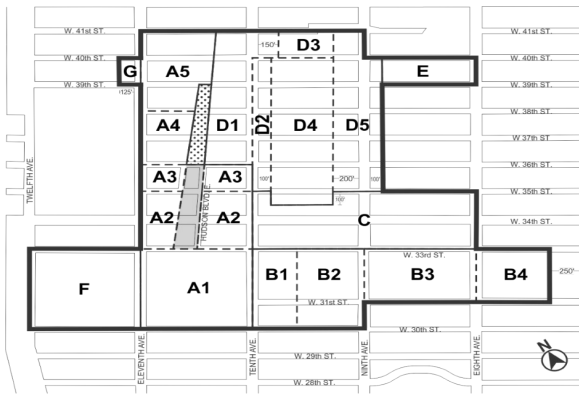 W. 41st ST.
W. 41st ST.
150'
D3
W. 40th ST.
G
A5
E
W. 40th ST.
W. 39th ST.
W. 39th ST.
125'
W. 38th ST.
A4
D1
D2
D4
D5
W 37th ST.
W. 36th ST.
A3
A3
100'
200'
100'
W. 35th ST.
100'
TWELFTH AVE.
A2
HUDSON BLVD. E
A2
C
W. 34th ST.
W. 33rd ST.
F
A1
B1
B2
B3
B4
250'
W. 31st ST.
W. 30th ST.
ELEVENTH AVE.
TENTH AVE.
NINTH AVE.
EIGHTH AVE.
W. 29th ST.
W. 28th ST.
N